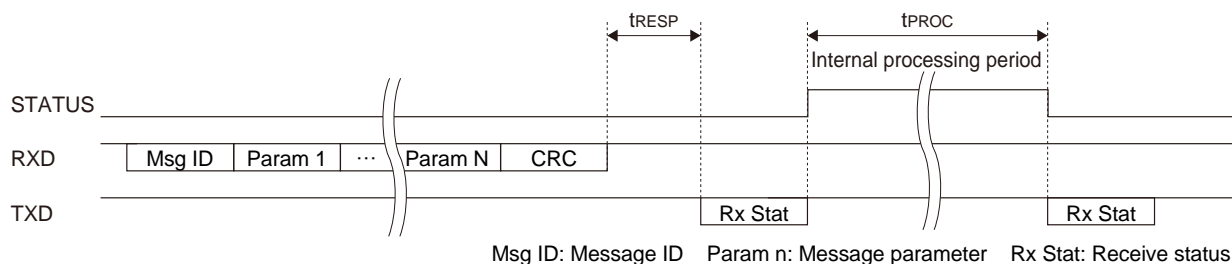 tRESP tPROC
Internal processing period
STATUS
RXD Msg ID Param 1 ... Param N CRC
TXD Rx Stat Rx Stat
Msg ID: Message ID Param n: Message parameter Rx Stat: Receive status